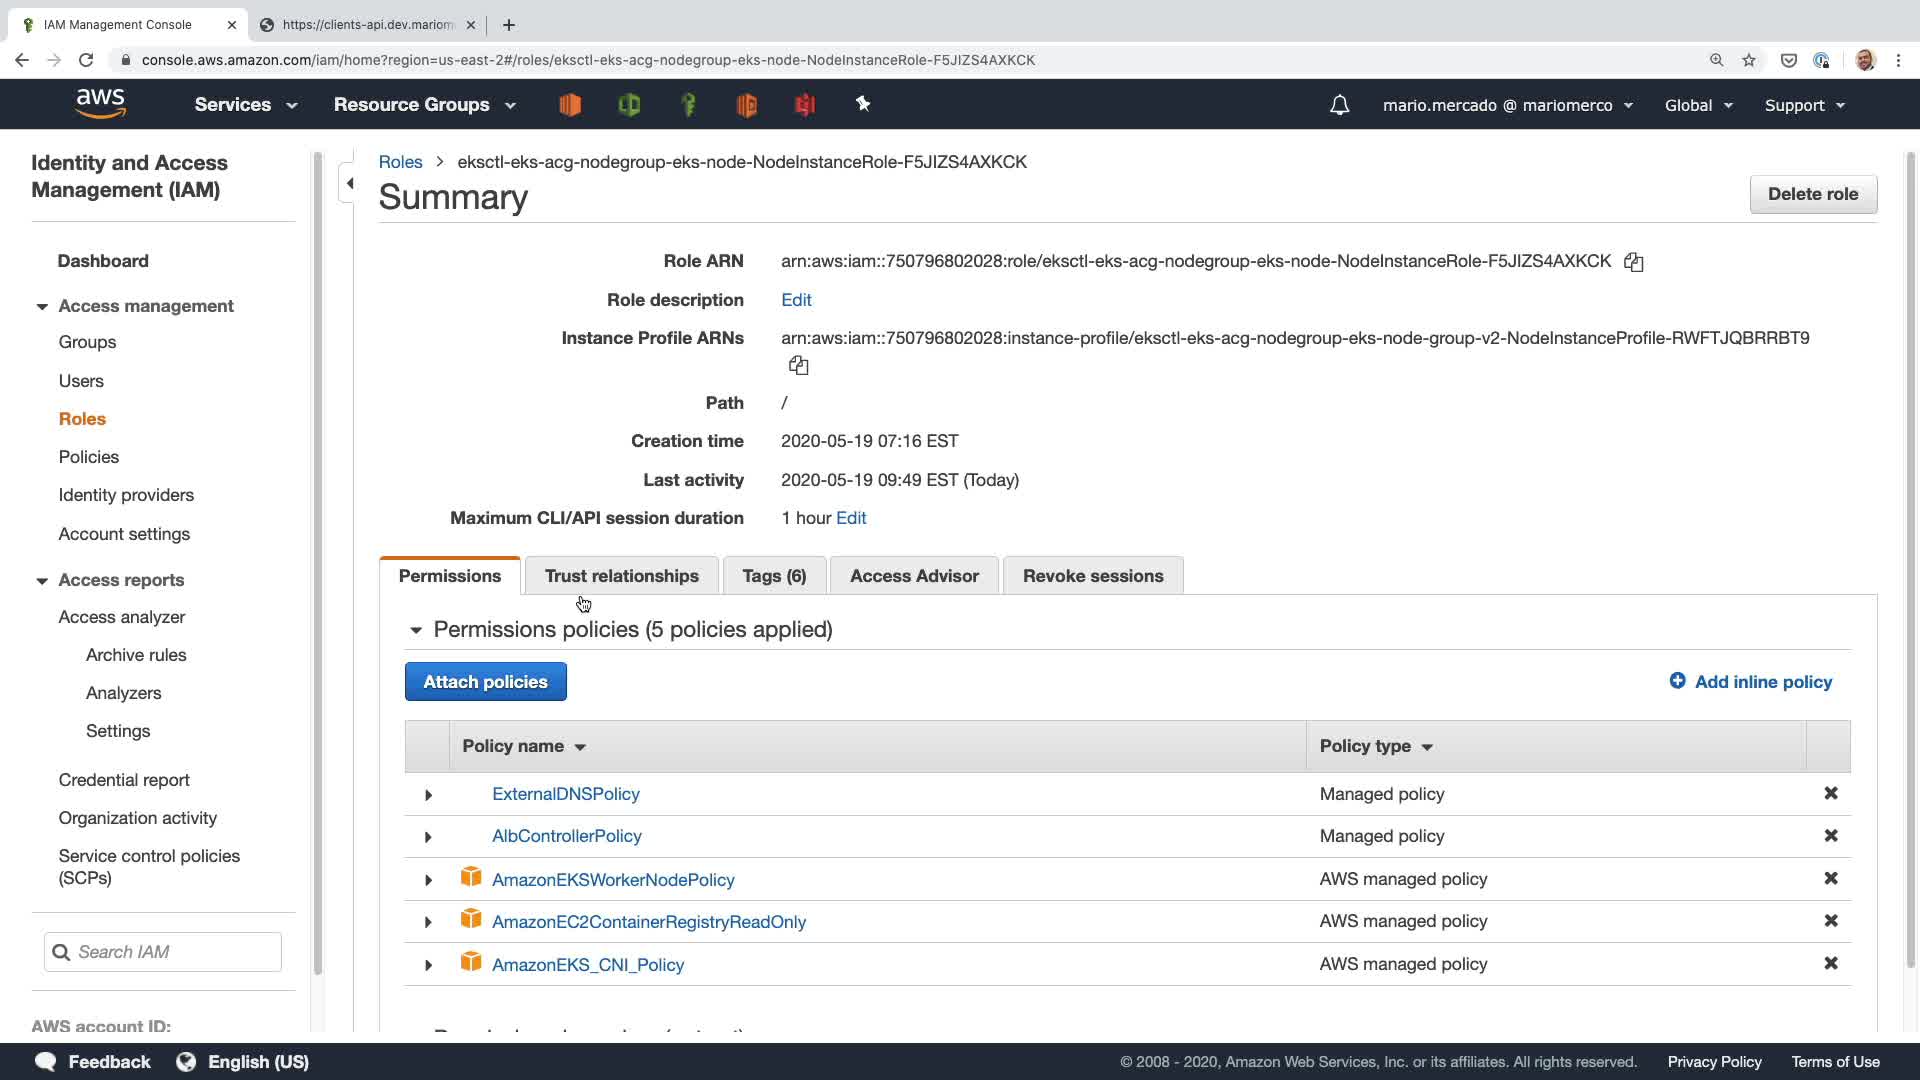 IAM Management Console
https://clients-api.dev.mariom
console.aws.amazon.com/iam/home?region=us-east-2#/roles/eksctl-eks-acg-nodegroup-eks-node-NodeInstanceRole-F5JIZS4AXKCK
aws
Services
Resource Groups
mario.mercado @ mariomerco
Global
Support
Identity and Access
Management (IAM)
Dashboard
Access management
Groups
Users
Roles
Policies
Identity providers
Account settings
Access reports
Access analyzer
Archive rules
Analyzers
Settings
Credential report
Organization activity
Service control policies
(SCPs)
Search IAM
AWS account ID:
Roles > eksctl-eks-acg-nodegroup-eks-node-NodeInstanceRole-F5JIZS4AXKCK
Summary
Delete role
Role ARN arn:aws:iam::750796802028:role/eksctl-eks-acg-nodegroup-eks-node-NodeInstanceRole-F5JIZS4AXKCK
Role description Edit
Instance Profile ARNs arn:aws:iam::750796802028:instance-profile/eksctl-eks-acg-nodegroup-eks-node-group-v2-NodeInstanceProfile-RWFTJQBRRBT9
Path /
Creation time 2020-05-19 07:16 EST
Last activity 2020-05-19 09:49 EST (Today)
Maximum CLI/API session duration 1 hour Edit
Permissions
Trust relationships
Tags (6)
Access Advisor
Revoke sessions
Permissions policies (5 policies applied)
Attach policies
Add inline policy
Policy name Policy type
ExternalDNSPolicy Managed policy
AlbControllerPolicy Managed policy
AmazonEKSWorkerNodePolicy AWS managed policy
AmazonEC2ContainerRegistryReadOnly AWS managed policy
AmazonEKS_CNI_Policy AWS managed policy
Feedback
English (US)
© 2008 - 2020, Amazon Web Services, Inc. or its affiliates. All rights reserved.
Privacy Policy
Terms of Use